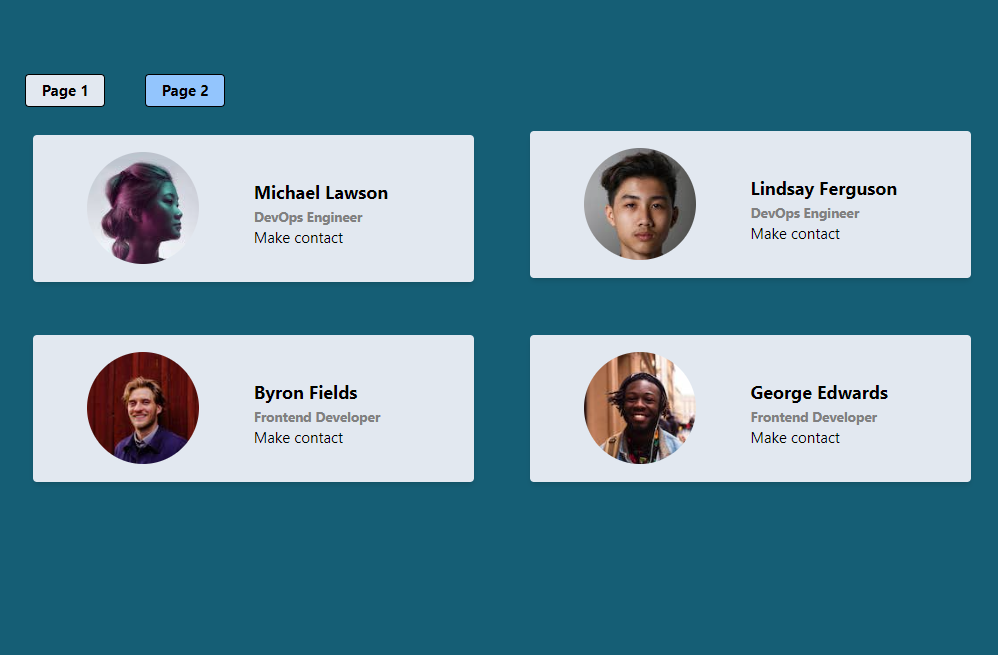 Page 1
Page 2
Michael Lawson
DevOps Engineer
Make contact
Lindsay Ferguson
DevOps Engineer
Make contact
Byron Fields
Frontend Developer
Make contact
George Edwards
Frontend Developer
Make contact